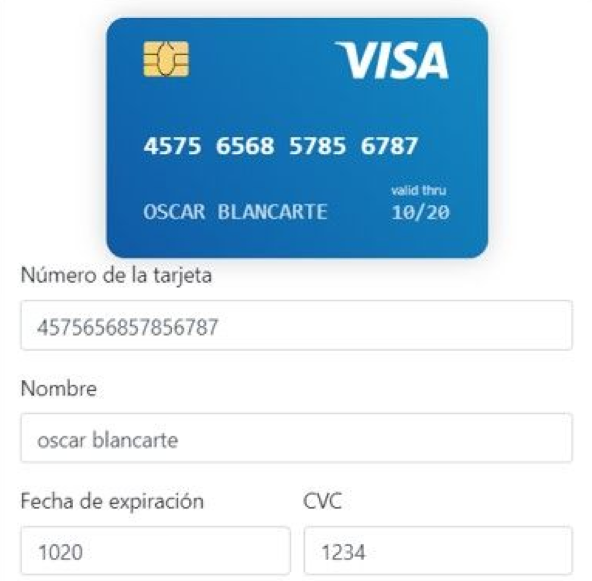 VISA
4575 6568 5785 6787
valid thru
OSCAR BLANCARTE 10/20
Número de la tarjeta
4575656857856787
Nombre
oscar blancarte
Fecha de expiración CVC
1020 1234